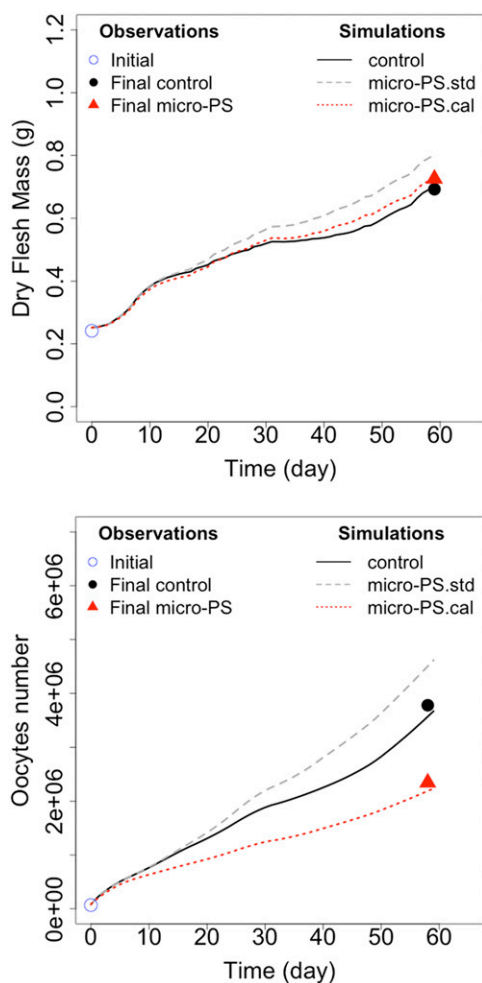 Observations Simulations
Initial control
Final control micro-PS.std
Final micro-PS micro-PS.cal
Dry Flesh Mass (g)
1.2
1.0
0.8
0.6
0.4
0.2
0.0
0 10 20 30 40 50 60
Time (day)
Observations Simulations
Initial control
Final control micro-PS.std
Final micro-PS micro-PS.cal
Oocytes number
6e+06
4e+06
2e+06
0e+00
0 10 20 30 40 50 60
Time (day)